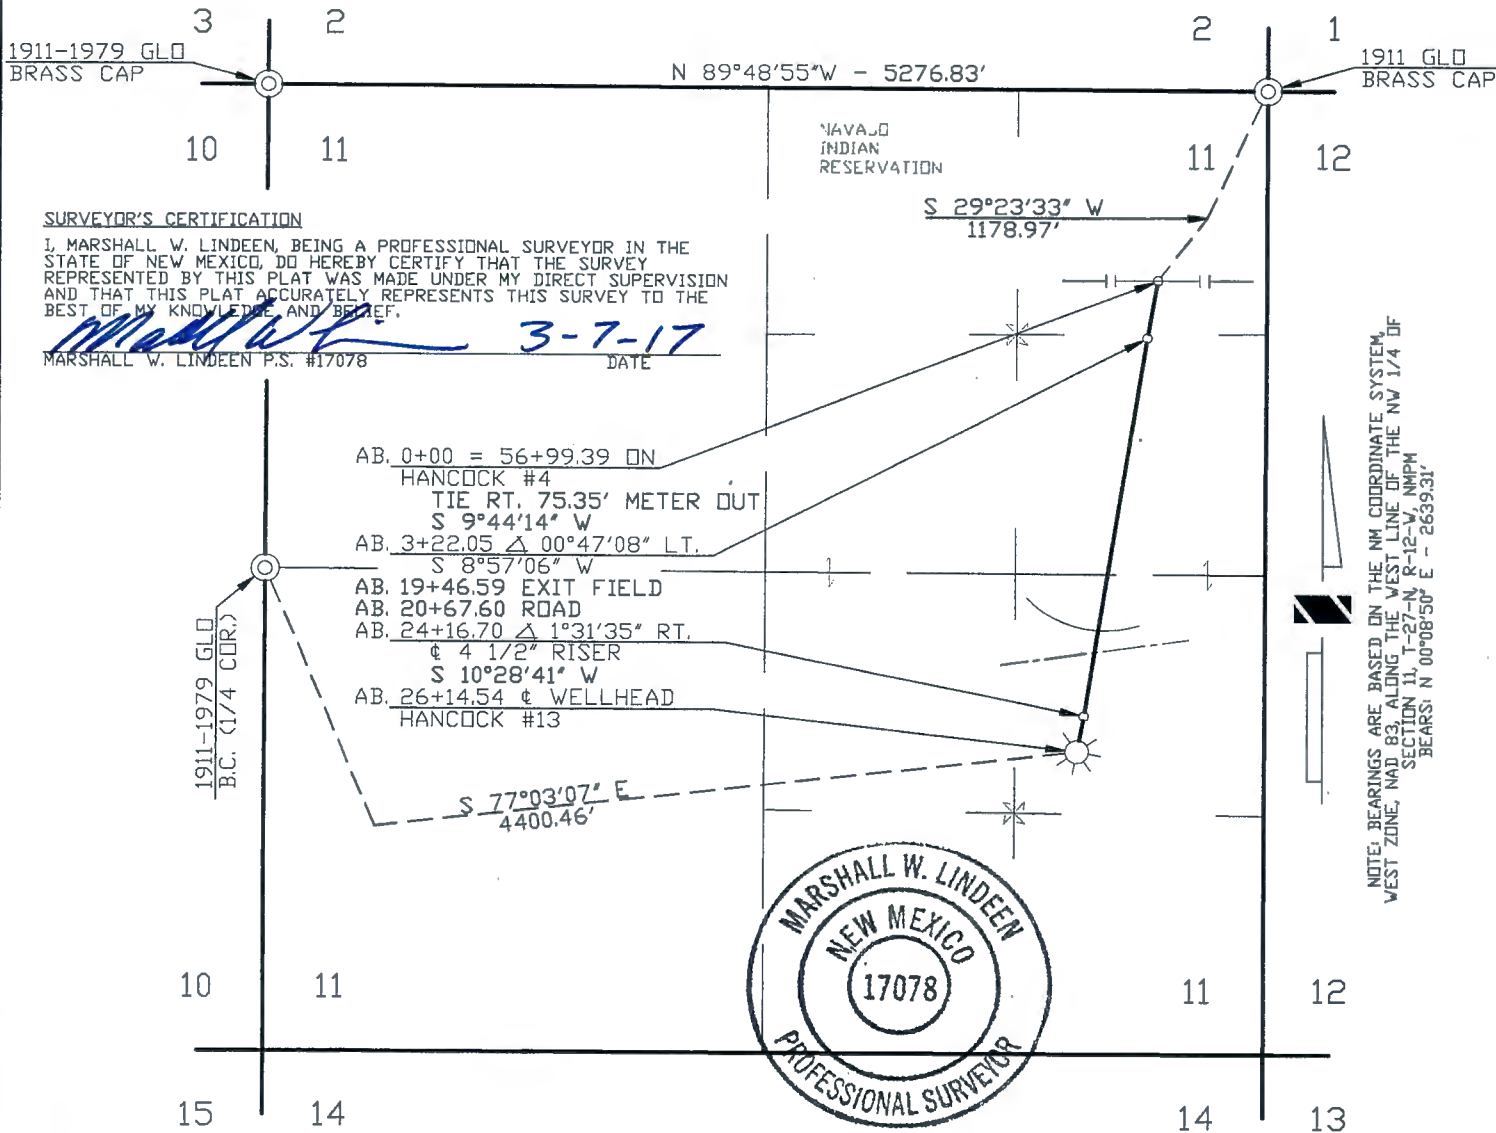 3 2 2 1
1911-1979 GLO
BRASS CAP
N 89°48'55"W - 5276.83'
1911 GLO
BRASS CAP
10 11 11 12
NAVAJO
INDIAN
RESERVATION
S 29°23'33" W
1178.97'
SURVEYOR'S CERTIFICATION
I, MARSHALL W. LINDEEN, BEING A PROFESSIONAL SURVEYOR IN THE
STATE OF NEW MEXICO, DO HEREBY CERTIFY THAT THE SURVEY
REPRESENTED BY THIS PLAT WAS MADE UNDER MY DIRECT SUPERVISION
AND THAT THIS PLAT ACCURATELY REPRESENTS THIS SURVEY TO THE
BEST OF MY KNOWLEDGE AND BELIEF.
3-7-17
MARSHALL W. LINDEEN P.S. #17078 DATE
AB. 0+00 = 56+99.39 ON
HANCOCK #4
TIE RT. 75.35' METER OUT
S 9°44'14" W
AB. 3+22.05 Δ 00°47'08" LT.
S 8°57'06" W
AB. 19+46.59 EXIT FIELD
AB. 20+67.60 ROAD
AB. 24+16.70 Δ 1°31'35" RT.
℄ 4 1/2" RISER
S 10°28'41" W
AB. 26+14.54 ℄ WELLHEAD
HANCOCK #13
1911-1979 GLO
B.C. (1/4 COR.)
S 77°03'07" E
4400.46'
NOTE: BEARINGS ARE BASED ON THE NM COORDINATE SYSTEM,
WEST ZONE, NAD 83, ALONG THE WEST LINE OF THE NW 1/4 OF
SECTION 11, T-27-N, R-12-W, NMPM
BEARS: N 00°08'50" E - 2639.31'
MARSHALL W. LINDEEN
NEW MEXICO
17078
PROFESSIONAL SURVEYOR
10 11 11 12
15 14 14 13